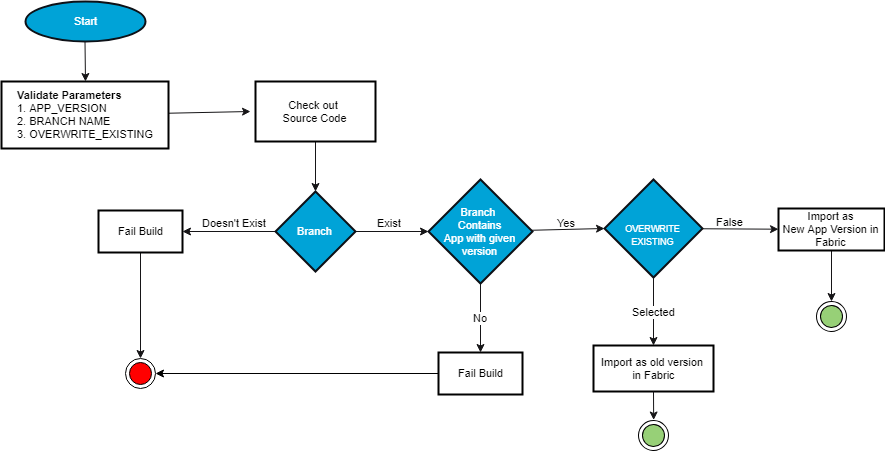 Start
Validate Parameters
1. APP_VERSION
2. BRANCH NAME
3. OVERWRITE_EXISTING
Check out
Source Code
Branch
Doesn't Exist
Fail Build
Exist
Branch
Contains
App with given
version
Yes
OVERWRITE
EXISTING
False
Import as
New App Version in
Fabric
No
Fail Build
Selected
Import as old version
in Fabric